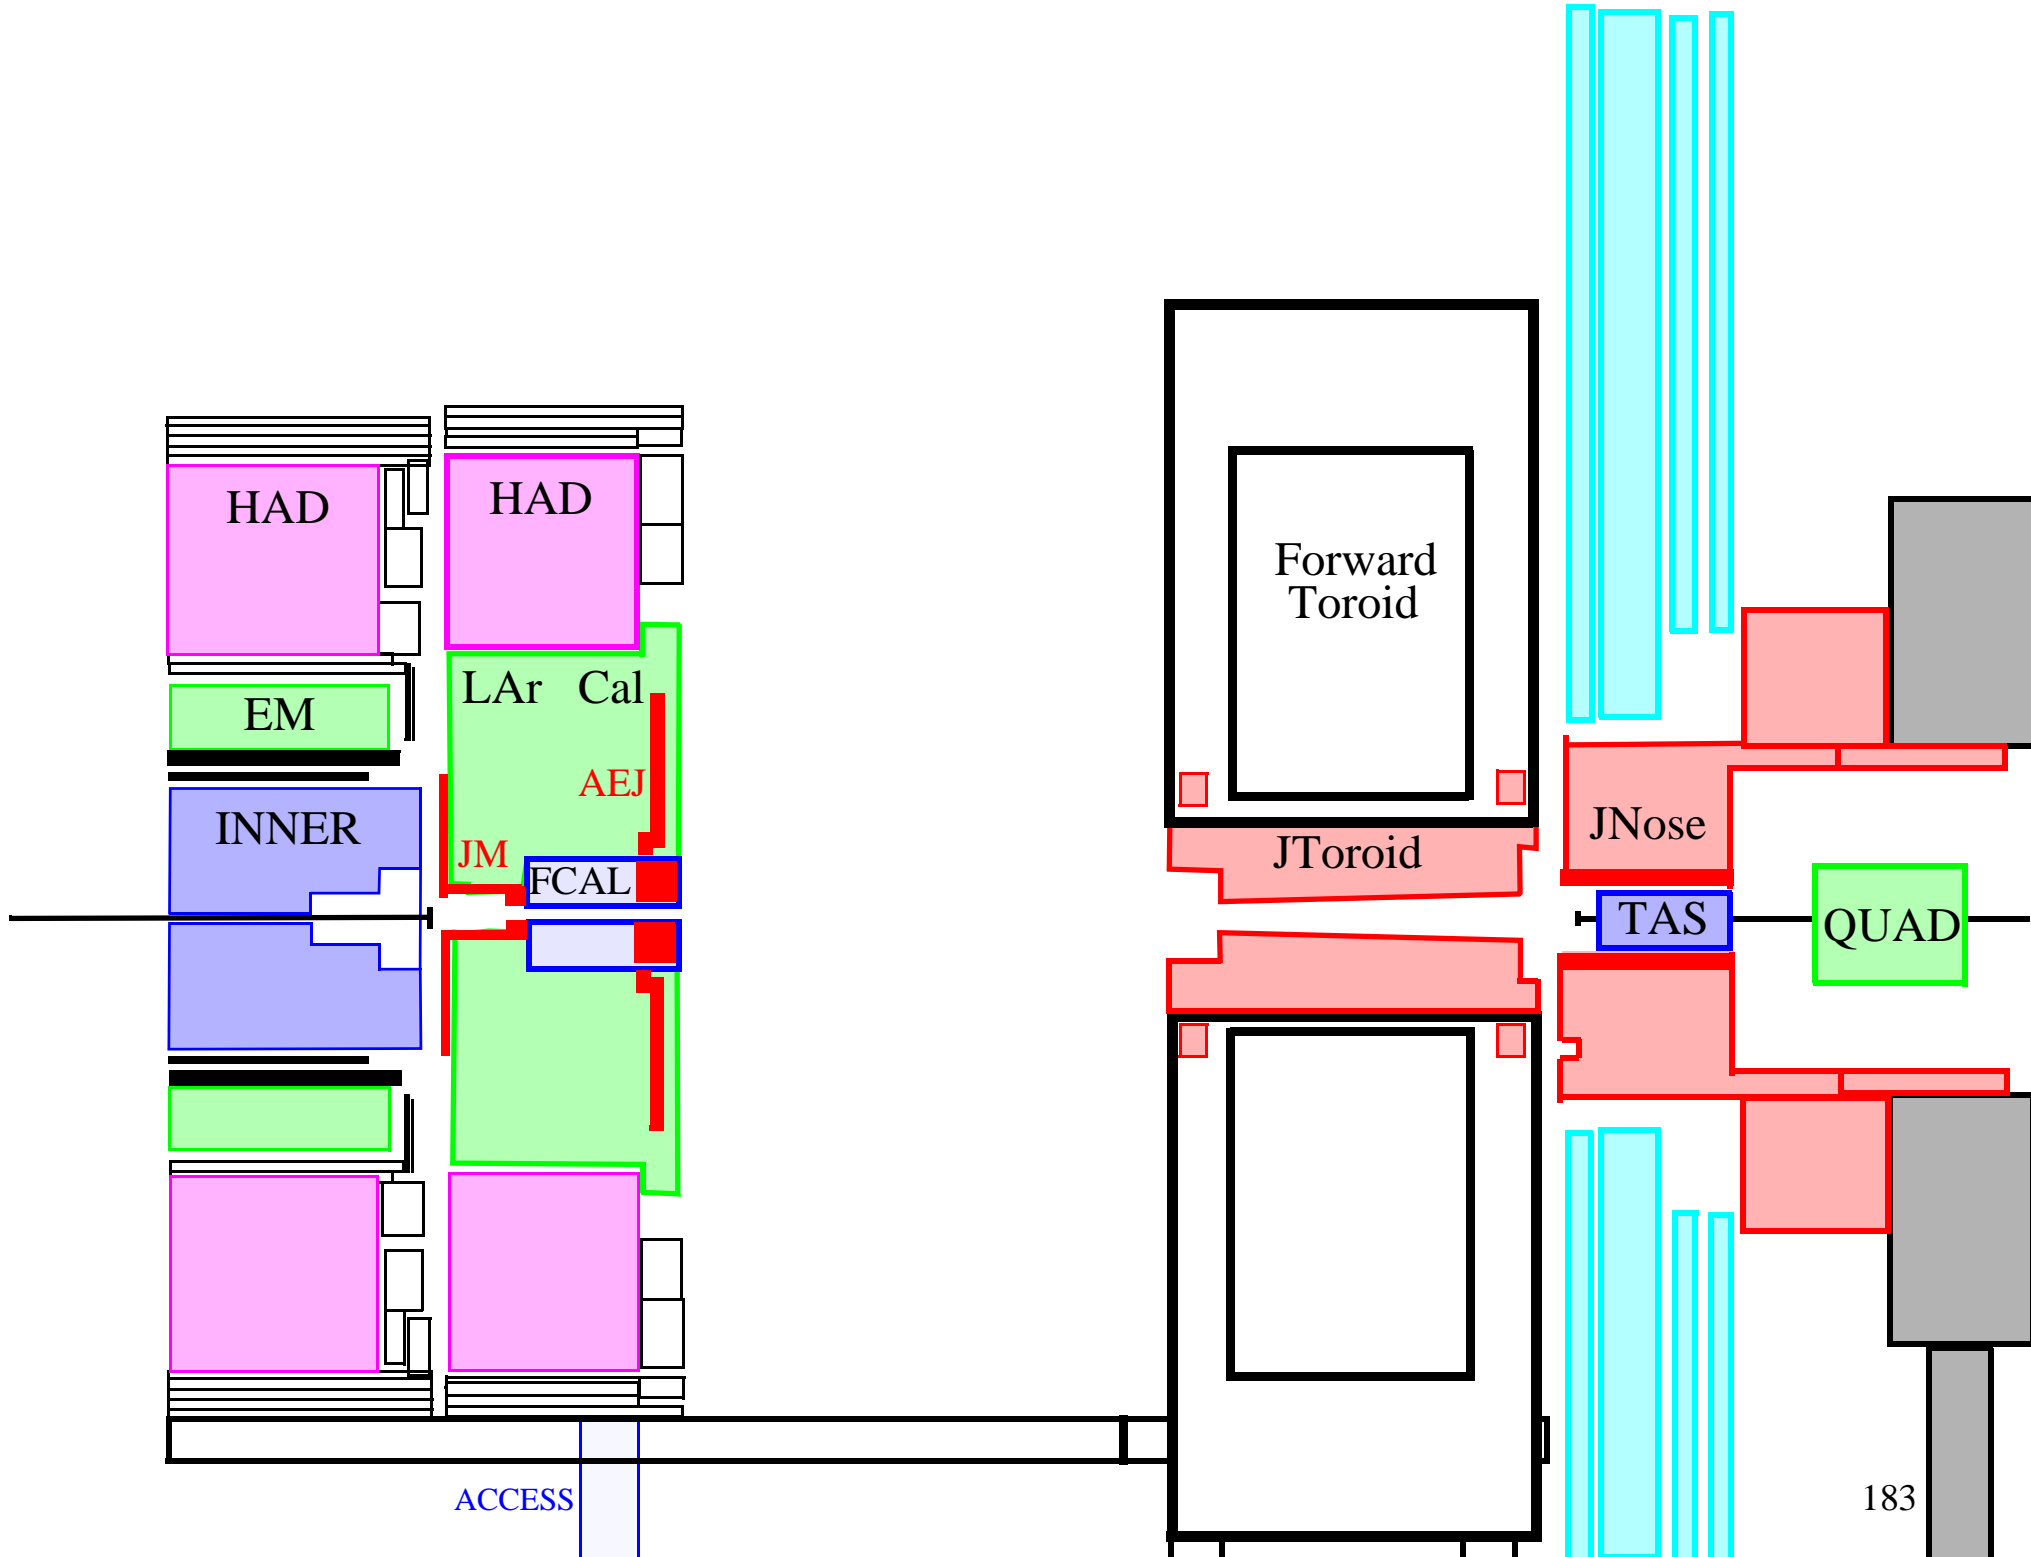 HAD
HAD
Forward
Toroid
LAr Cal
EM
AEJ
INNER
JNose
JM
JToroid
FCAL
TAS
QUAD
ACCESS
183